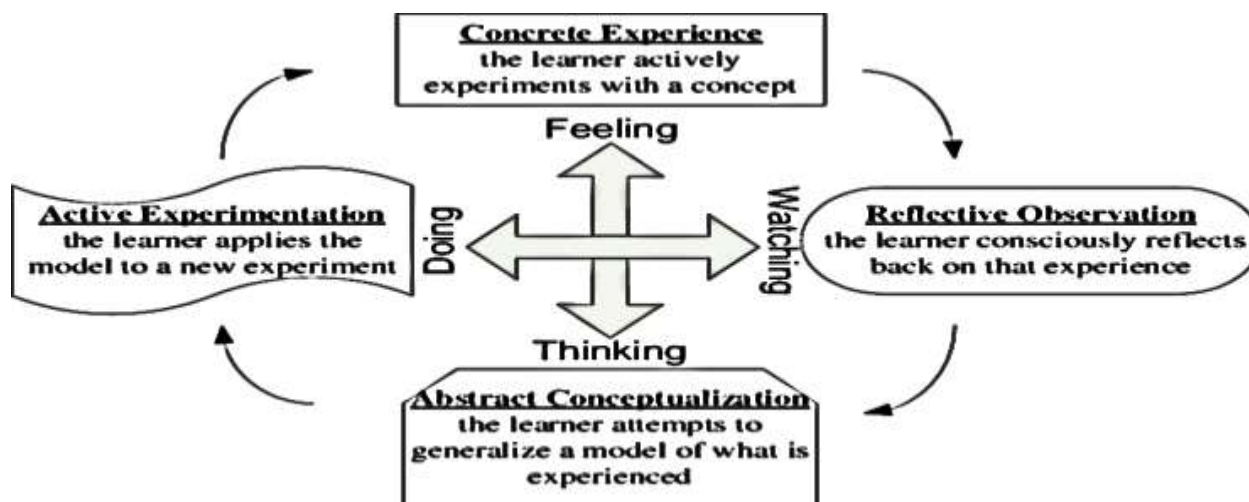 Concrete Experience
the learner actively
experiments with a concept
Feeling
Active Experimentation
the learner applies the
model to a new experiment
Doing
Watching
Reflective Observation
the learner consciously reflects
back on that experience
Thinking
Abstract Conceptualization
the learner attempts to
generalize a model of what is
experienced